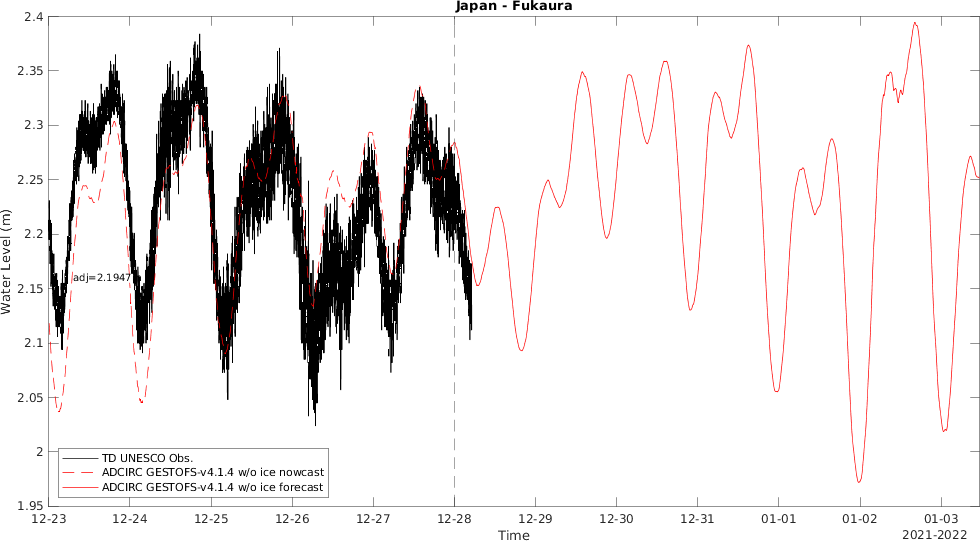 Japan - Fukaura
2.4
2.35
2.3
2.25
2.2
2.15
2.1
2.05
2
1.95
Water Level (m)
adj=2.1947
TD UNESCO Obs.
ADCIRC GESTOFS-v4.1.4 w/o ice nowcast
ADCIRC GESTOFS-v4.1.4 w/o ice forecast
12-23 12-24 12-25 12-26 12-27 12-28 12-29 12-30 12-31 01-01 01-02 01-03
Time
2021-2022